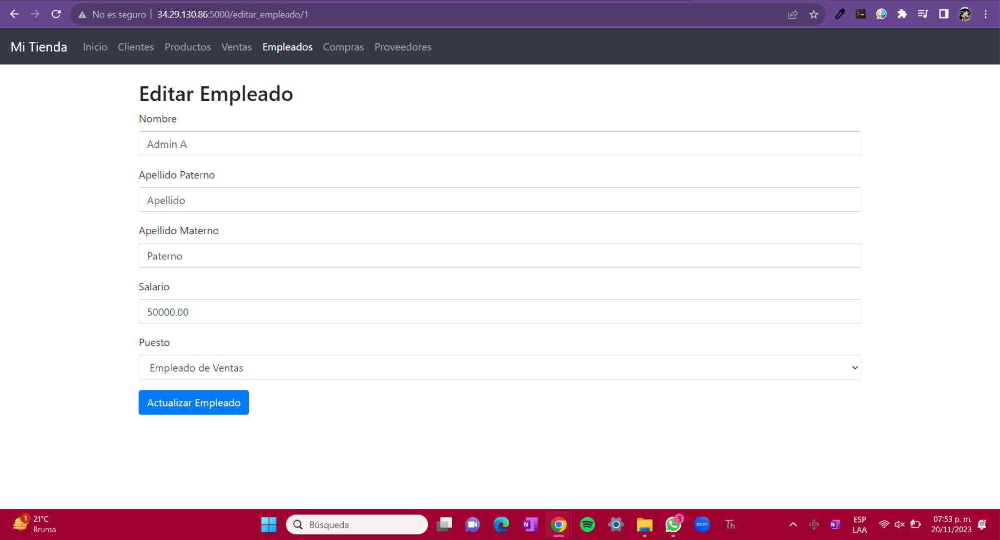 No es seguro | 34.29.130.86:5000/editar_empleado/1
Mi Tienda Inicio Clientes Productos Ventas Empleados Compras Proveedores
Editar Empleado
Nombre
Admin A
Apellido Paterno
Apellido
Apellido Materno
Paterno
Salario
50000.00
Puesto
Empleado de Ventas
Actualizar Empleado
1
21°C
Bruma
Búsqueda
N
3
zoom
Th
N
ESP
LAA
07:53 p. m.
20/11/2023